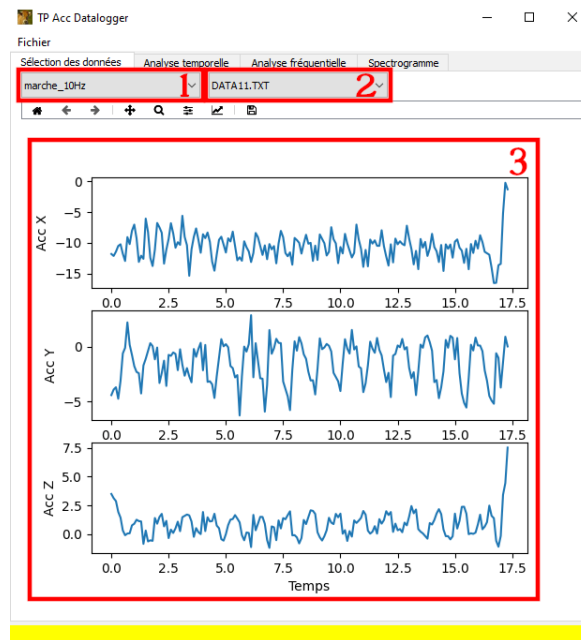 TP Acc Datalogger
Fichier
Sélection des données Analyse temporelle Analyse fréquentielle Spectrogramme
marche_10Hz 1 DATA11.TXT 2
3
0
−5
−10
−15
Acc X
0.0 2.5 5.0 7.5 10.0 12.5 15.0 17.5
0
−5
Acc Y
0.0 2.5 5.0 7.5 10.0 12.5 15.0 17.5
7.5
5.0
2.5
0.0
Acc Z
0.0 2.5 5.0 7.5 10.0 12.5 15.0 17.5
Temps